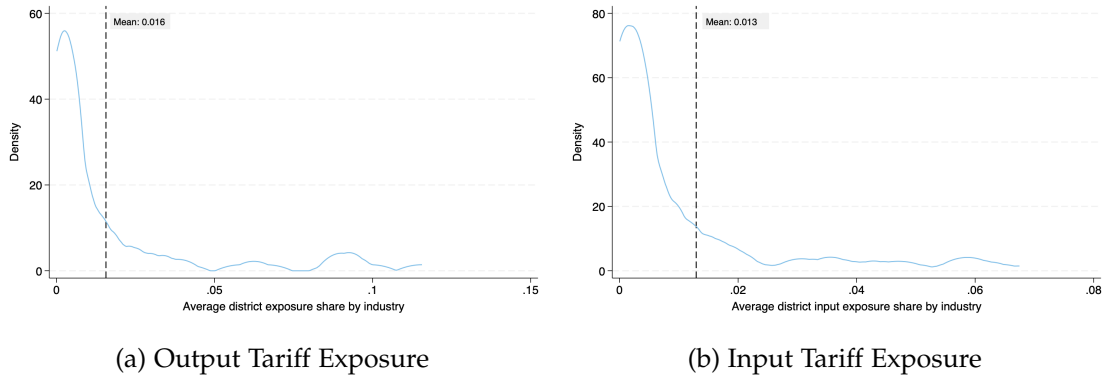 60
40
20
0
Density
Mean: 0.016
0
.05
.1
.15
Average district exposure share by industry
(a) Output Tariff Exposure
80
60
40
20
0
Density
Mean: 0.013
0
.02
.04
.06
.08
Average district input exposure share by industry
(b) Input Tariff Exposure